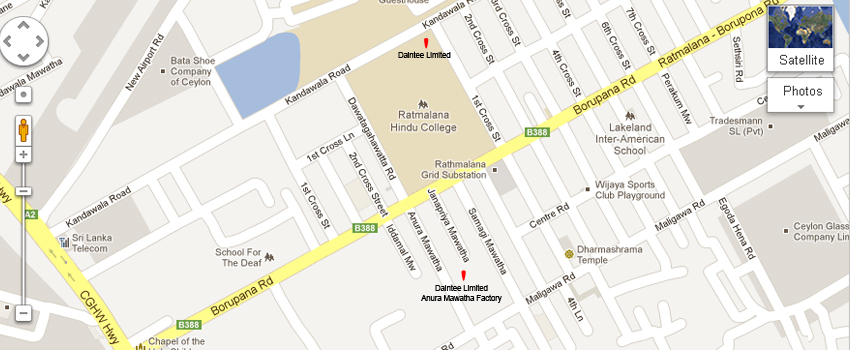 Guesthouse
Kandawala Rd
2nd Cross St
3rd Cross St
7th Cross St
6th Cross St
4th Cross St
Sethsiri Rd
Ratmalana - Borupona Rd
Satellite
Photos
Daintee Limited
Mawatha
New Airport Rd
Bata Shoe
Company
of Ceylon
Kandawala Road
Ratmalana
Hindu College
1st Cross St
Borupana Rd
B388
Perakum Mw
Lakeland
Inter-American
School
Tradesmann
SL (Pvt)
Maligawa Rd
Dawatagahawatta Rd
1st Cross Ln
2nd Cross Street
1st Cross St
Rathmalana
Grid Substation
Wijaya Sports
Club Playground
Kandawala Road
A2
Hwy
Sri Lanka
Telecom
School For
The Deaf
B388
Iddamal Mw
Anura Mawatha
Janapriya Mawatha
Samagi Mawatha
Centre Rd
Maligawa Rd
Egoda Hena Rd
Ceylon Glass
Company Lim
Dharmashrama
Temple
Maligawa Rd
4th Ln
Daintee Limited
Anura Mawatha Factory
Borupana Rd
B388
CGHW Hwy
Chapel of the